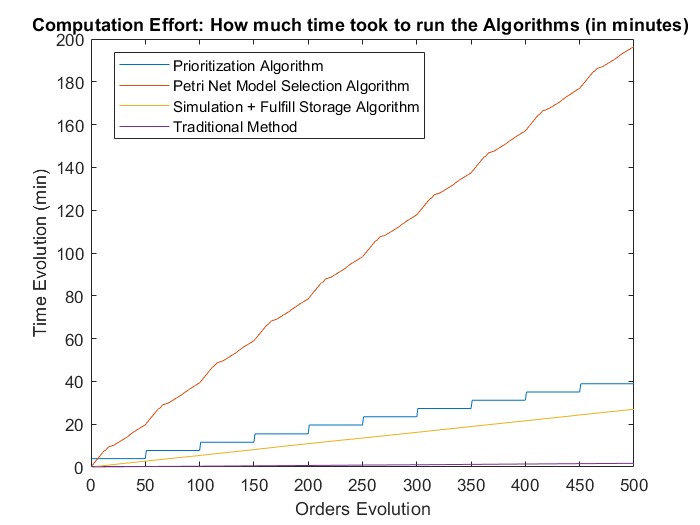 Computation Effort: How much time took to run the Algorithms (in minutes)
200
180
160
140
120
100
80
60
40
20
0
Time Evolution (min)
Prioritization Algorithm
Petri Net Model Selection Algorithm
Simulation + Fulfill Storage Algorithm
Traditional Method
0 50 100 150 200 250 300 350 400 450 500
Orders Evolution